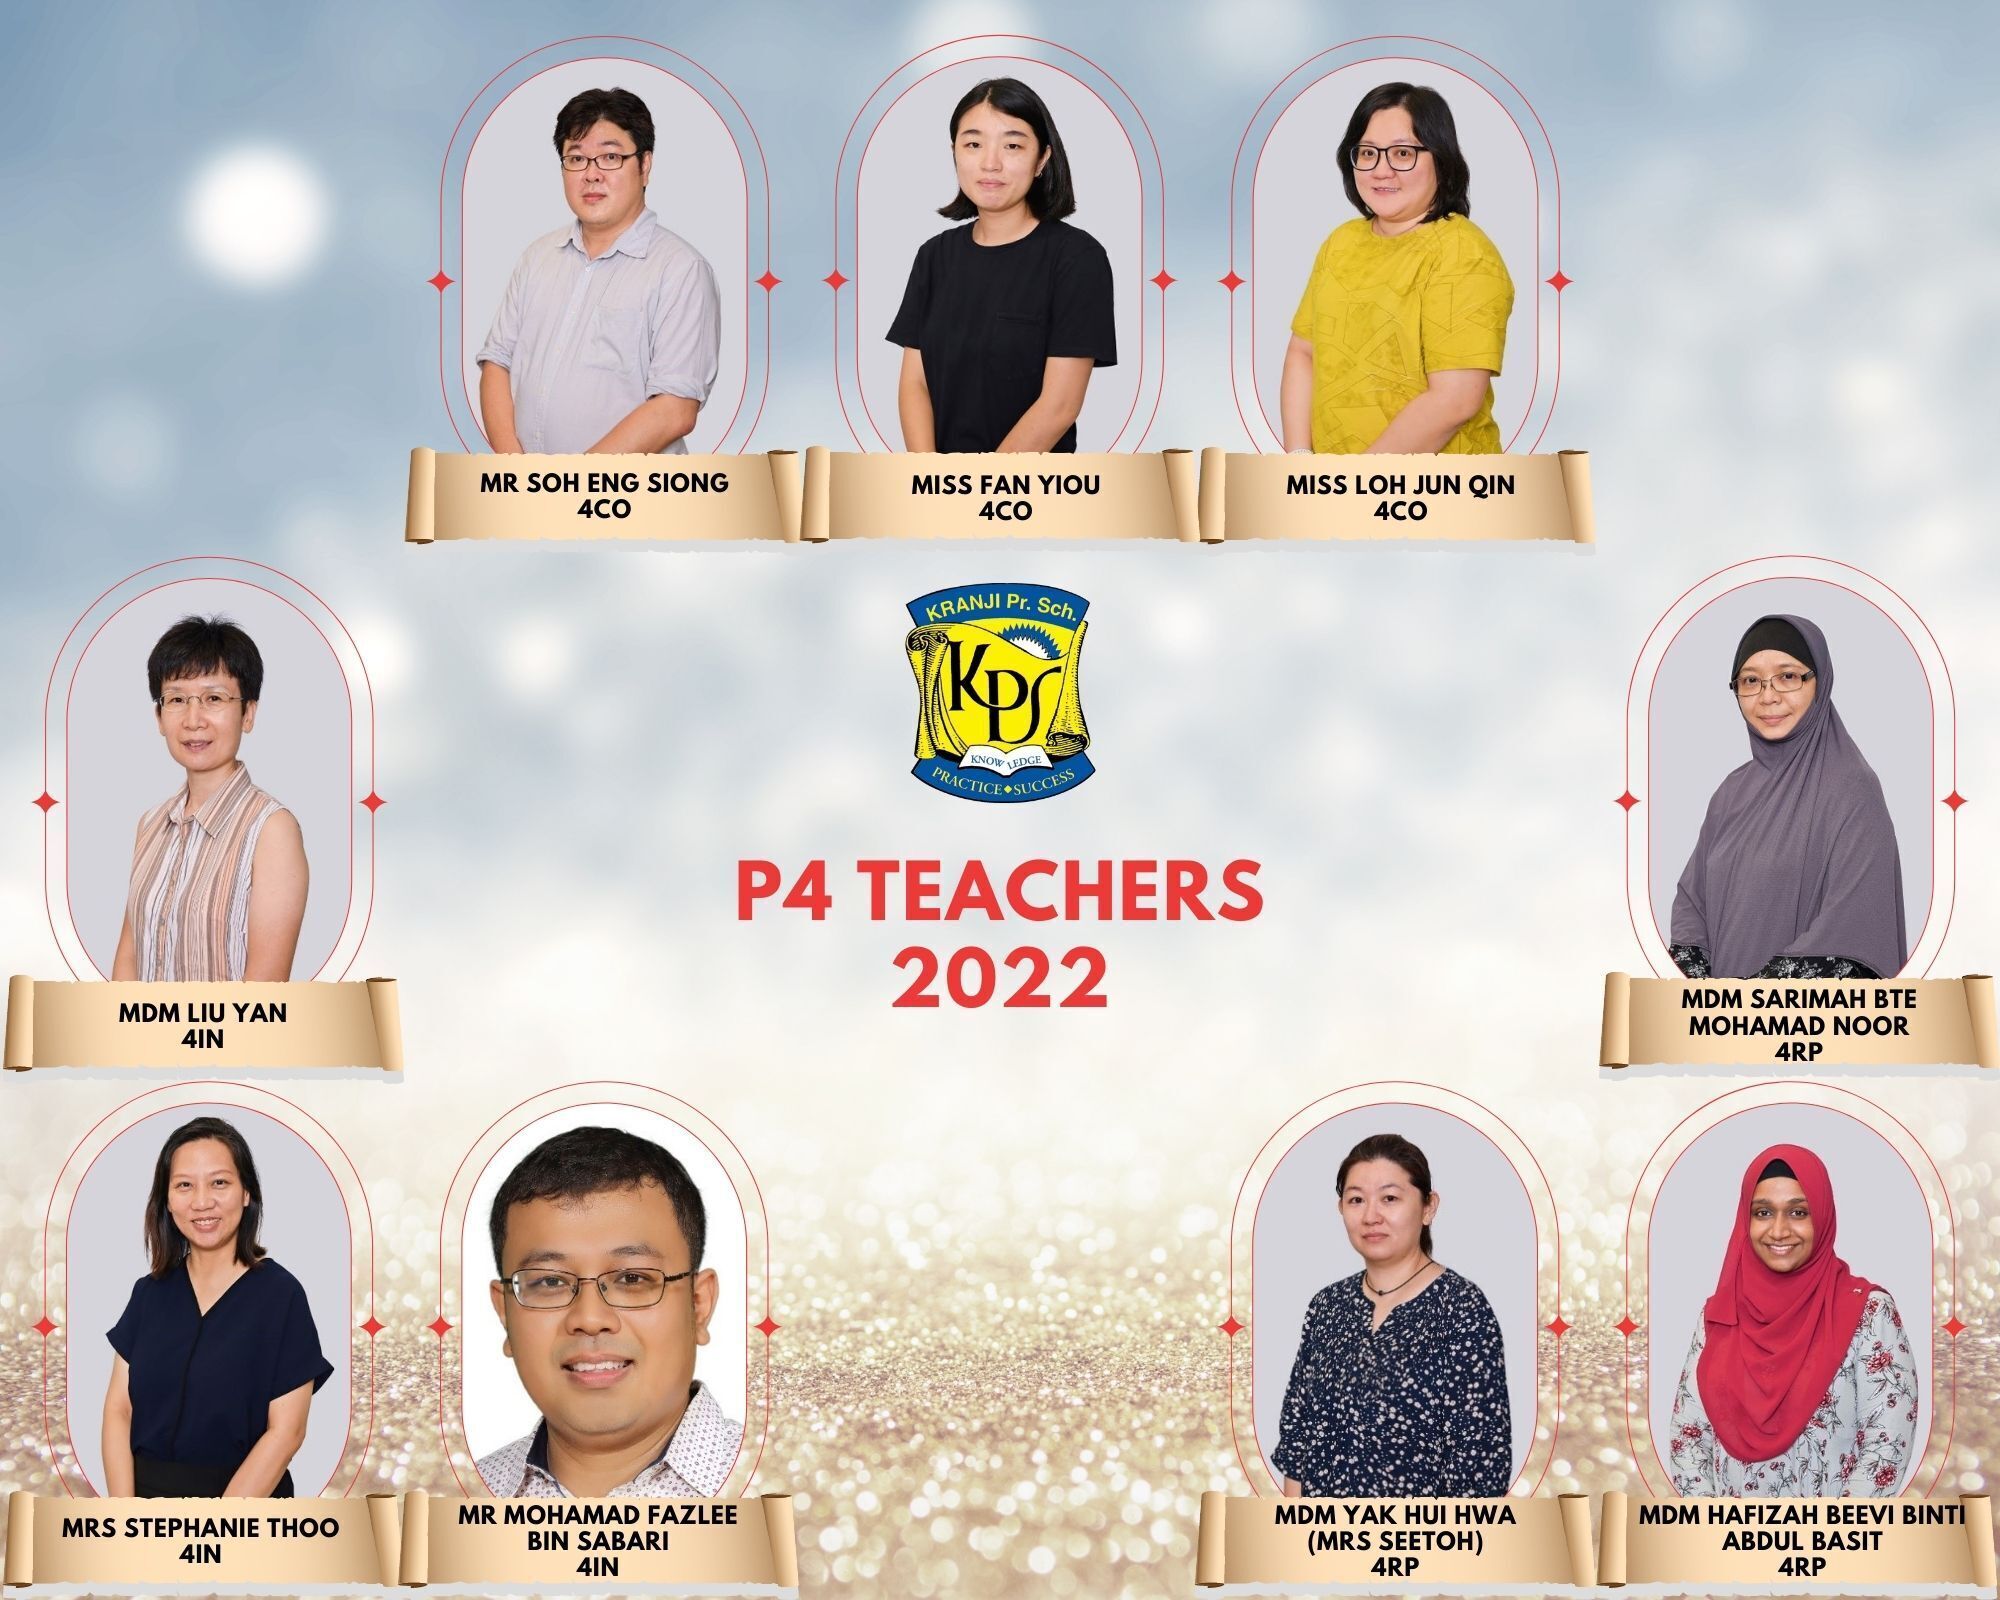 MR SOH ENG SIONG
4CO
MISS FAN YIOU
4CO
MISS LOH JUN QIN
4CO
KRANJI Pr. Sch.
KPS
KNOWLEDGE
PRACTICE◆SUCCESS
P4 TEACHERS
2022
MDM LIU YAN
4IN
MDM SARIMAH BTE
MOHAMAD NOOR
4RP
MRS STEPHANIE THOO
4IN
MR MOHAMAD FAZLEE
BIN SABARI
4IN
MDM YAK HUI HWA
(MRS SEETOH)
4RP
MDM HAFIZAH BEEVI BINTI
ABDUL BASIT
4RP